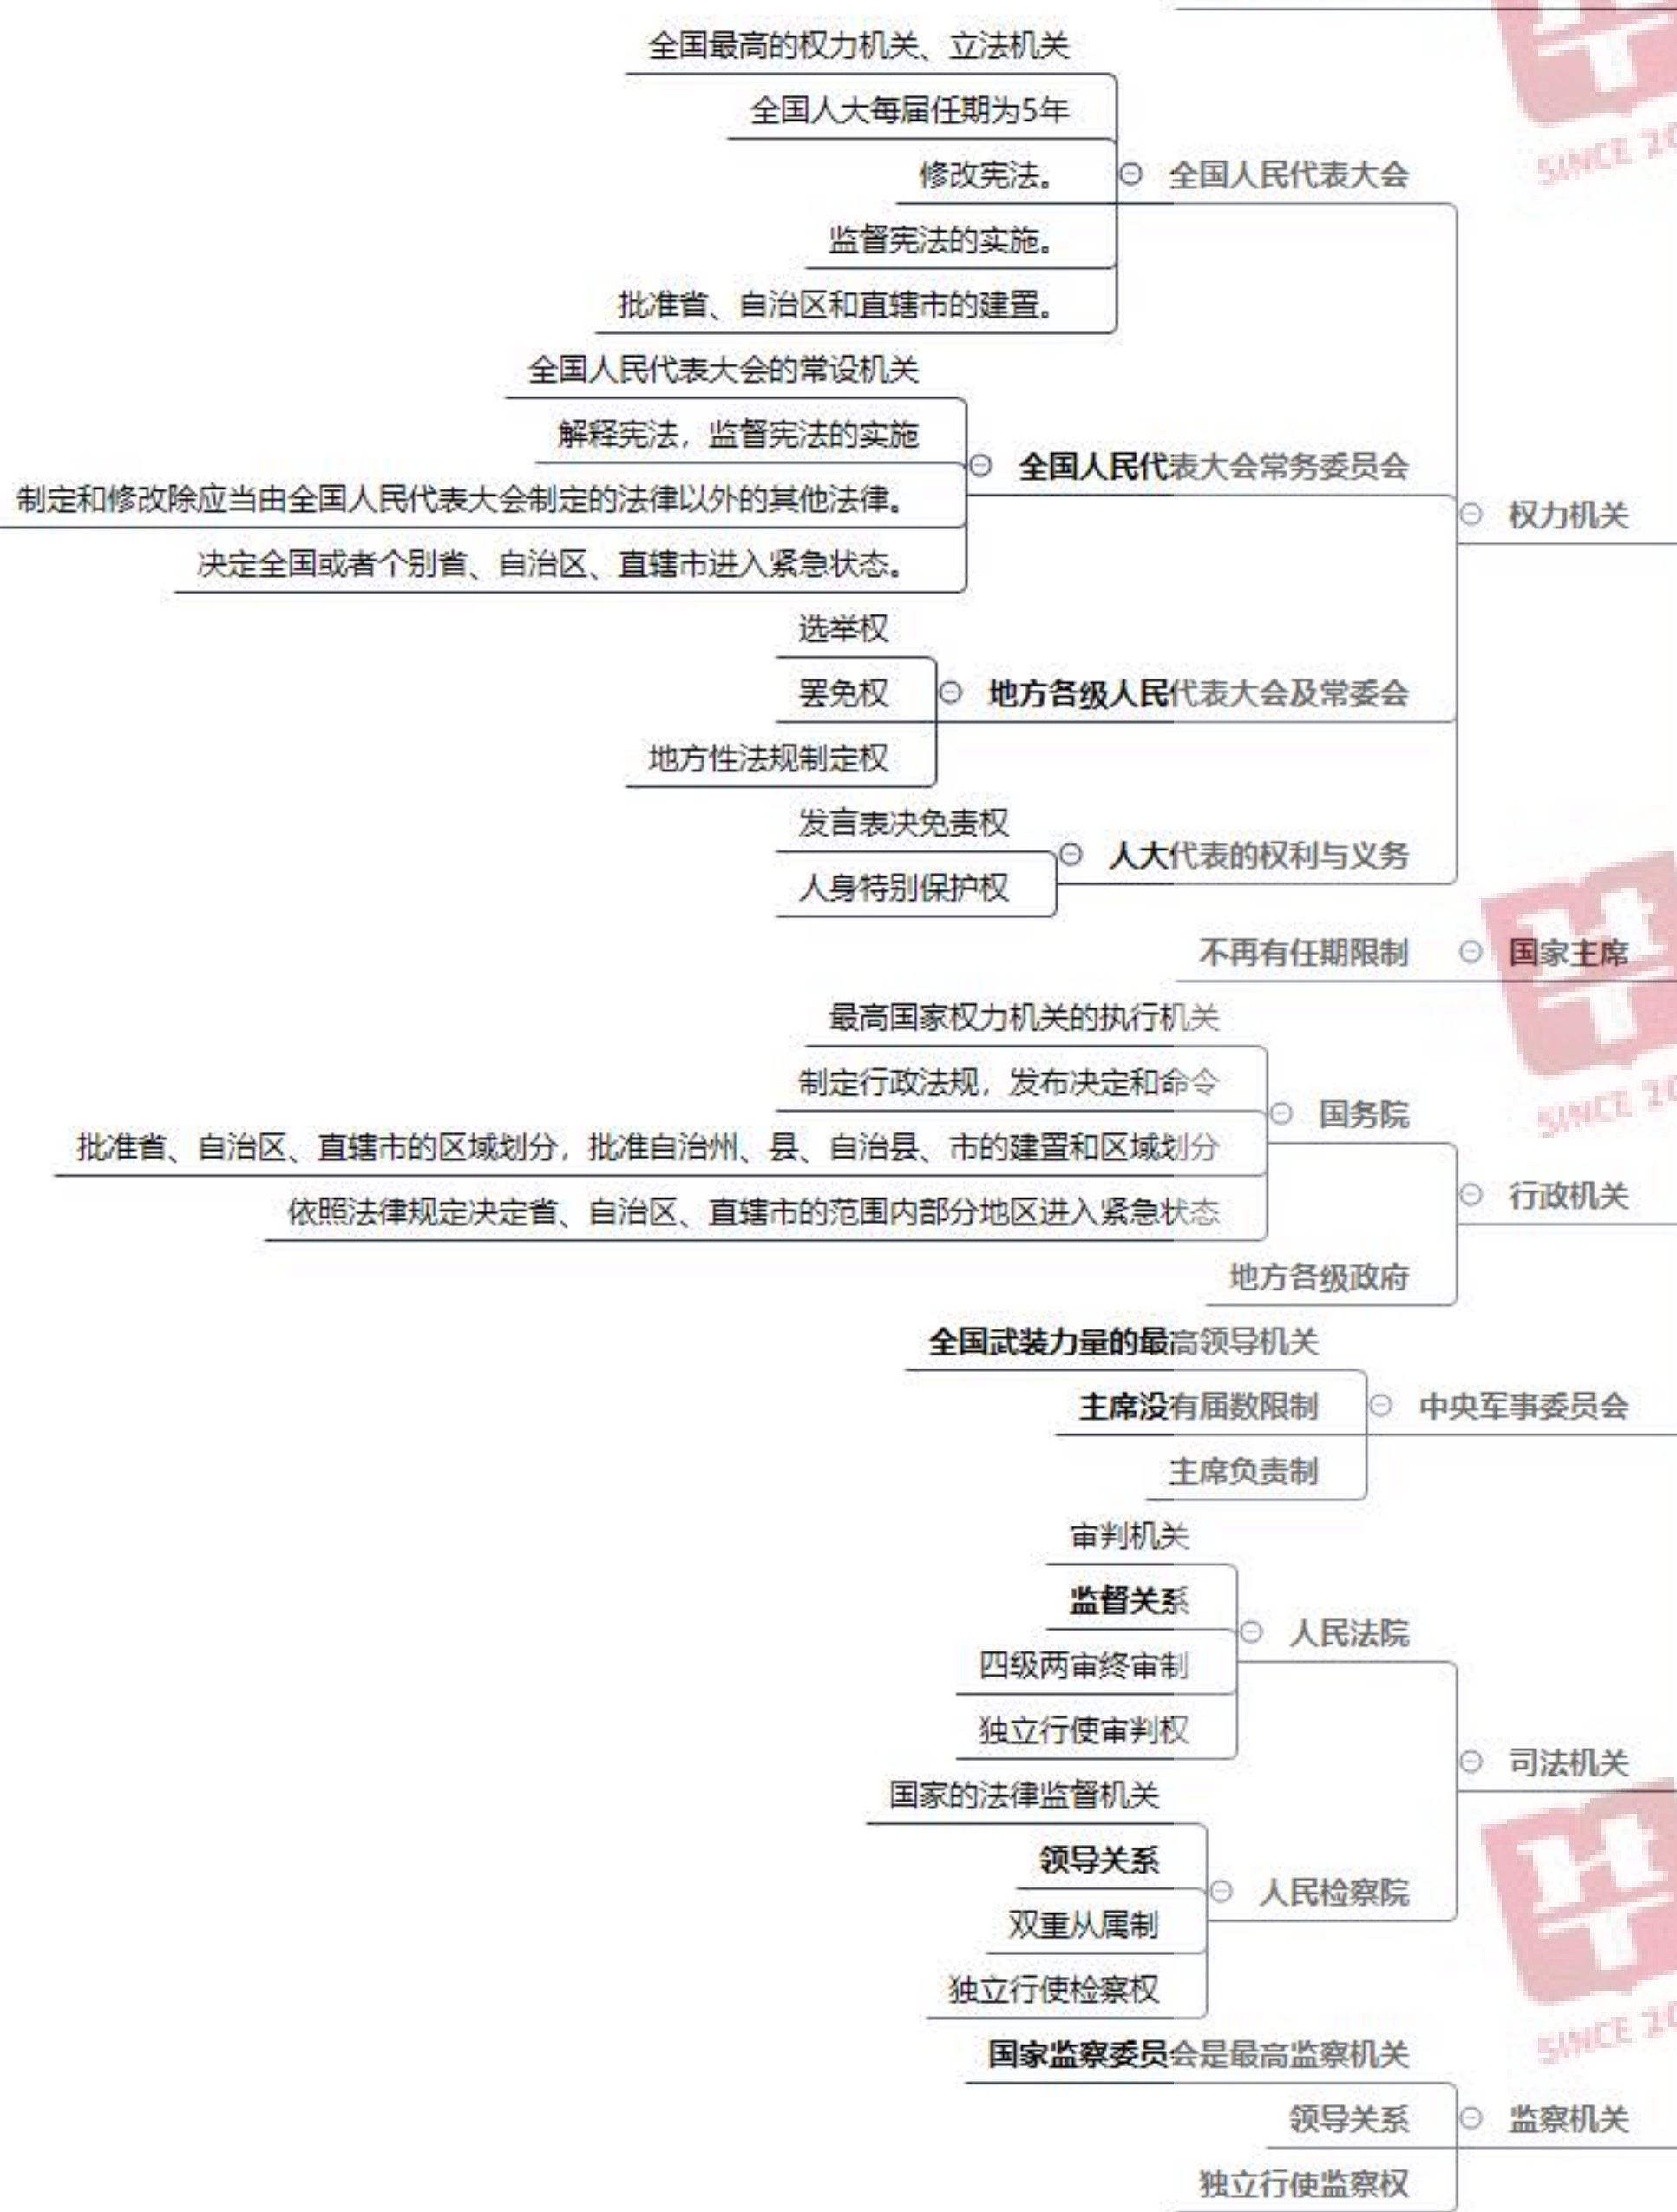 全国最高的权力机关、立法机关
全国人大每届任期为5年
修改宪法。
全国人民代表大会
监督宪法的实施。
批准省、自治区和直辖市的建置。
全国人民代表大会的常设机关
解释宪法，监督宪法的实施
全国人民代表大会常务委员会
制定和修改除应当由全国人民代表大会制定的法律以外的其他法律。
权力机关
决定全国或者个别省、自治区、直辖市进入紧急状态。
选举权
罢免权
地方各级人民代表大会及常委会
地方性法规制定权
发言表决免责权
人大代表的权利与义务
人身特别保护权
不再有任期限制
国家主席
最高国家权力机关的执行机关
制定行政法规，发布决定和命令
国务院
批准省、自治区、直辖市的区域划分，批准自治州、县、自治县、市的建置和区域划分
行政机关
依照法律规定决定省、自治区、直辖市的范围内部分地区进入紧急状态
地方各级政府
全国武装力量的最高领导机关
主席没有届数限制
中央军事委员会
主席负责制
审判机关
监督关系
人民法院
四级两审终审制
独立行使审判权
司法机关
国家的法律监督机关
领导关系
人民检察院
双重从属制
独立行使检察权
国家监察委员会是最高监察机关
领导关系
监察机关
独立行使监察权
SINCE 20
SINCE 20
SINCE 20